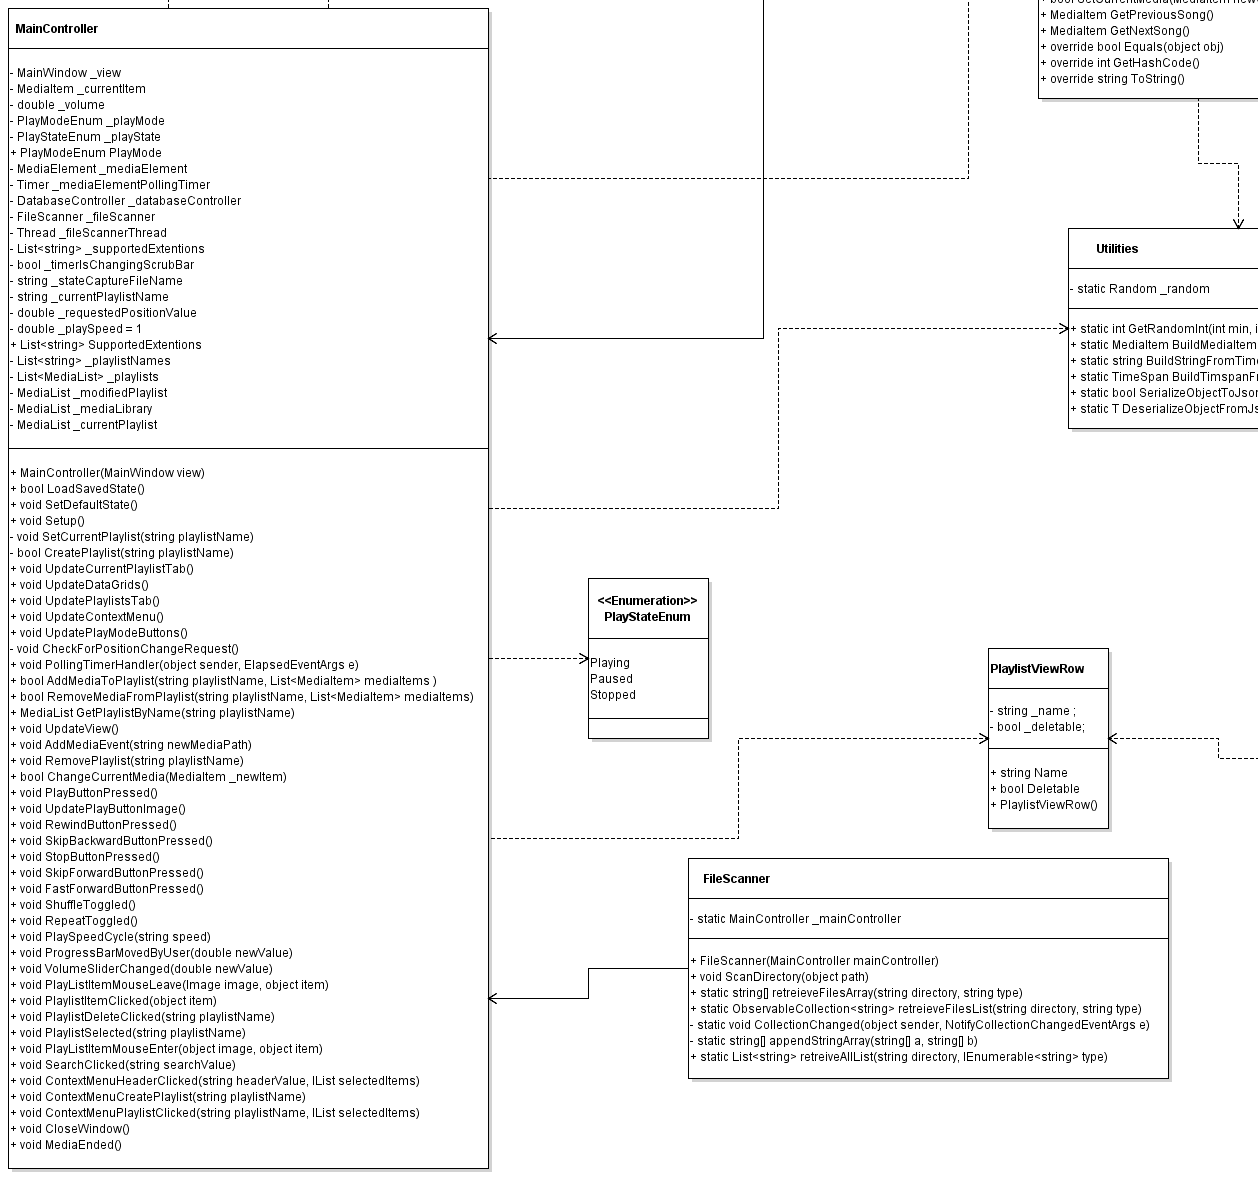 MainController
- MainWindow _view
- MediaItem _currentItem
- double _volume
- PlayModeEnum _playMode
- PlayStateEnum _playState
+ PlayModeEnum PlayMode
- MediaElement _mediaElement
- Timer _mediaElementPollingTimer
- DatabaseController _databaseController
- FileScanner _fileScanner
- Thread _fileScannerThread
- List<string> _supportedExtentions
- bool _timerIsChangingScrubBar
- string _stateCaptureFileName
- string _currentPlaylistName
- double _requestedPositionValue
- double _playSpeed = 1
+ List<string> SupportedExtentions
- List<string> _playlistNames
- List<MediaList> _playlists
- MediaList _modifiedPlaylist
- MediaList _mediaLibrary
- MediaList _currentPlaylist
+ MainController(MainWindow view)
+ bool LoadSavedState()
+ void SetDefaultState()
+ void Setup()
- void SetCurrentPlaylist(string playlistName)
- bool CreatePlaylist(string playlistName)
+ void UpdateCurrentPlaylistTab()
+ void UpdateDataGrids()
+ void UpdatePlaylistsTab()
+ void UpdateContextMenu()
+ void UpdatePlayModeButtons()
- void CheckForPositionChangeRequest()
+ void PollingTimerHandler(object sender, ElapsedEventArgs e)
+ bool AddMediaToPlaylist(string playlistName, List<MediaItem> mediaItems )
+ bool RemoveMediaFromPlaylist(string playlistName, List<MediaItem> mediaItems)
+ MediaList GetPlaylistByName(string playlistName)
+ void UpdateView()
+ void AddMediaEvent(string newMediaPath)
+ void RemovePlaylist(string playlistName)
+ bool ChangeCurrentMedia(MediaItem _newItem)
+ void PlayButtonPressed()
+ void UpdatePlayButtonImage()
+ void RewindButtonPressed()
+ void SkipBackwardButtonPressed()
+ void StopButtonPressed()
+ void SkipForwardButtonPressed()
+ void FastForwardButtonPressed()
+ void ShuffleToggled()
+ void RepeatToggled()
+ void PlaySpeedCycle(string speed)
+ void ProgressBarMovedByUser(double newValue)
+ void VolumeSliderChanged(double newValue)
+ void PlayListItemMouseLeave(Image image, object item)
+ void PlaylistItemClicked(object item)
+ void PlaylistDeleteClicked(string playlistName)
+ void PlaylistSelected(string playlistName)
+ void PlayListItemMouseEnter(object image, object item)
+ void SearchClicked(string searchValue)
+ void ContextMenuHeaderClicked(string headerValue, IList selectedItems)
+ void ContextMenuCreatePlaylist(string playlistName)
+ void ContextMenuPlaylistClicked(string playlistName, IList selectedItems)
+ void CloseWindow()
+ void MediaEnded()
+ MediaItem GetPreviousSong()
+ MediaItem GetNextSong()
+ override bool Equals(object obj)
+ override int GetHashCode()
+ override string ToString()
Utilities
- static Random _random
+ static int GetRandomInt(int min,
+ static MediaItem BuildMediaItem
+ static string BuildStringFromTime
+ static TimeSpan BuildTimspanFr
+ static bool SerializeObjectToJson
+ static T DeserializeObjectFromJs
<<Enumeration>>
PlayStateEnum
Playing
Paused
Stopped
PlaylistViewRow
- string _name ;
- bool _deletable;
+ string Name
+ bool Deletable
+ PlaylistViewRow()
FileScanner
- static MainController _mainController
+ FileScanner(MainController mainController)
+ void ScanDirectory(object path)
+ static string[] retreieveFilesArray(string directory, string type)
+ static ObservableCollection<string> retreieveFilesList(string directory, string type)
- static void CollectionChanged(object sender, NotifyCollectionChangedEventArgs e)
- static string[] appendStringArray(string[] a, string[] b)
+ static List<string> retreiveAllList(string directory, IEnumerable<string> type)